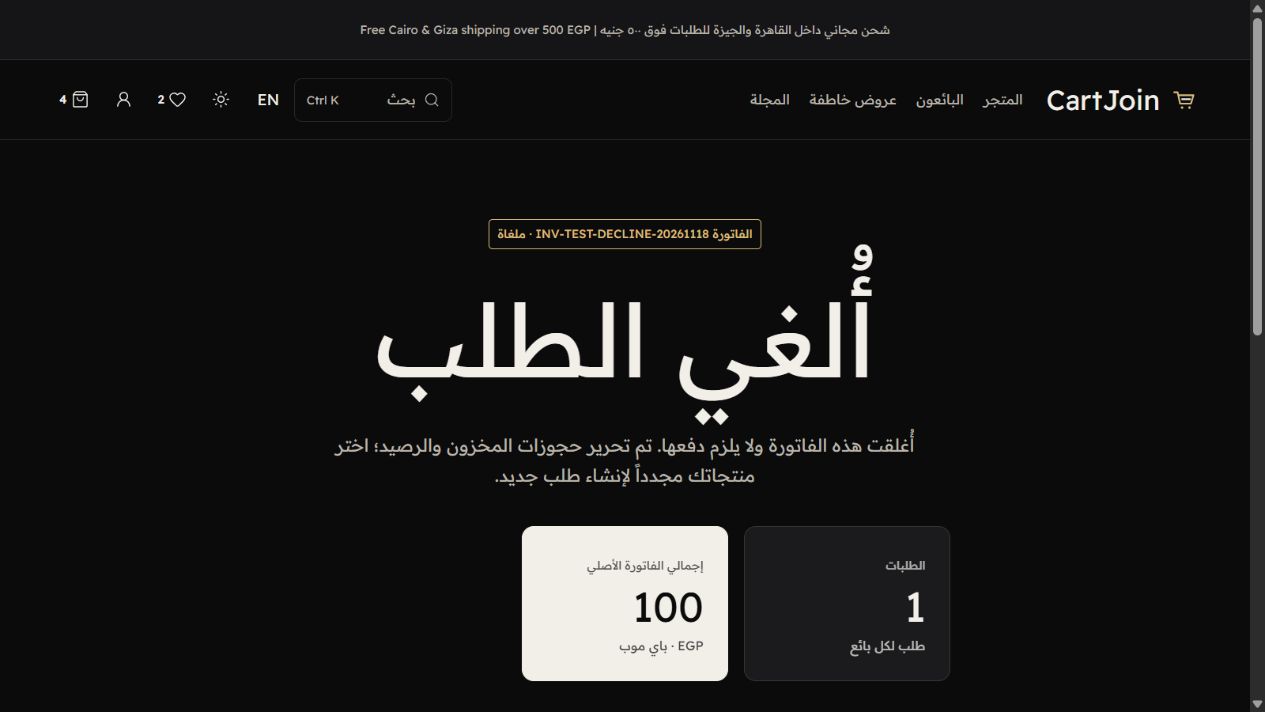 شحن مجاني داخل القاهرة والجيزة للطلبات فوق ٥٠٠ جنيه | Free Cairo & Giza shipping over 500 EGP
CartJoin
المتجر
البائعون
عروض خاطفة
المجلة
بحث
Ctrl K
EN
2
4
الفاتورة INV-TEST-DECLINE-20261118 · ملغاة
أُلغي الطلب
أُغلقت هذه الفاتورة ولا يلزم دفعها. تم تحرير حجوزات المخزون والرصيد؛ اختر
منتجاتك مجدداً لإنشاء طلب جديد.
الطلبات
1
طلب لكل بائع
إجمالي الفاتورة الأصلي
100
EGP · باي موب